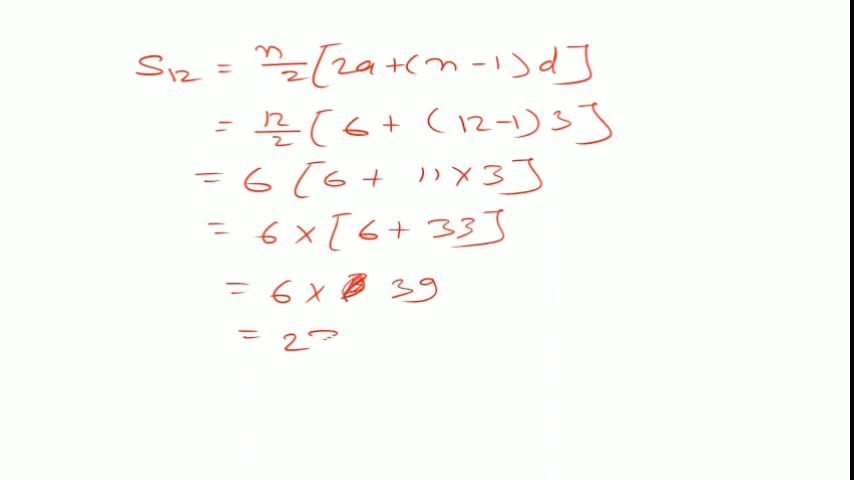 S₁₂ = n/2 [2a + (n - 1) d]
= 12/2 [6 + (12 - 1) 3]
= 6 [6 + 11 × 3]
= 6 × [6 + 33]
= 6 × 39
= 2